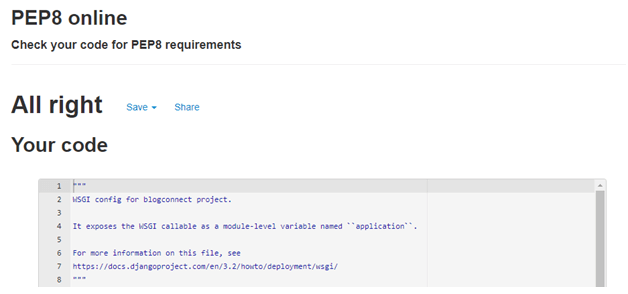 PEP8 online
Check your code for PEP8 requirements
All right Save Share
Your code
1 """
2 WSGI config for blogconnect project.
3
4 It exposes the WSGI callable as a module-level variable named ``application``.
5
6 For more information on this file, see
7 https://docs.djangoproject.com/en/3.2/howto/deployment/wsgi/
8 """